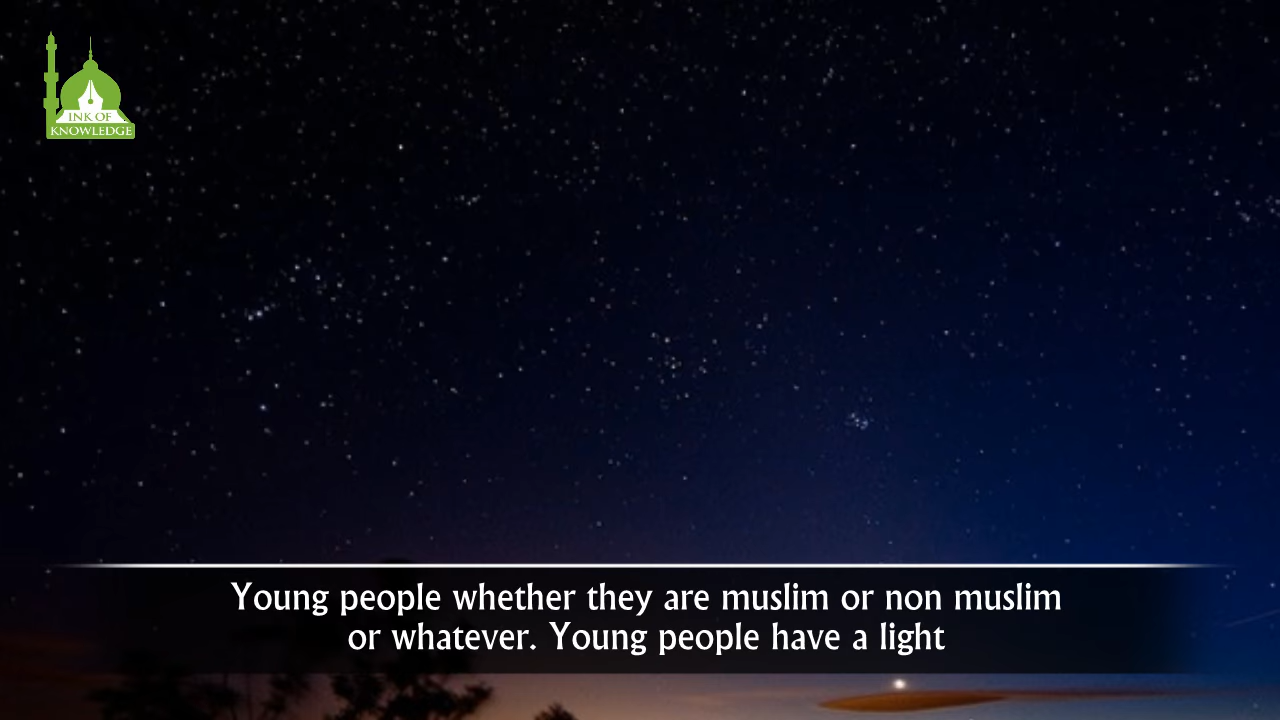 INK OF
KNOWLEDGE
Young people whether they are muslim or non muslim
or whatever. Young people have a light